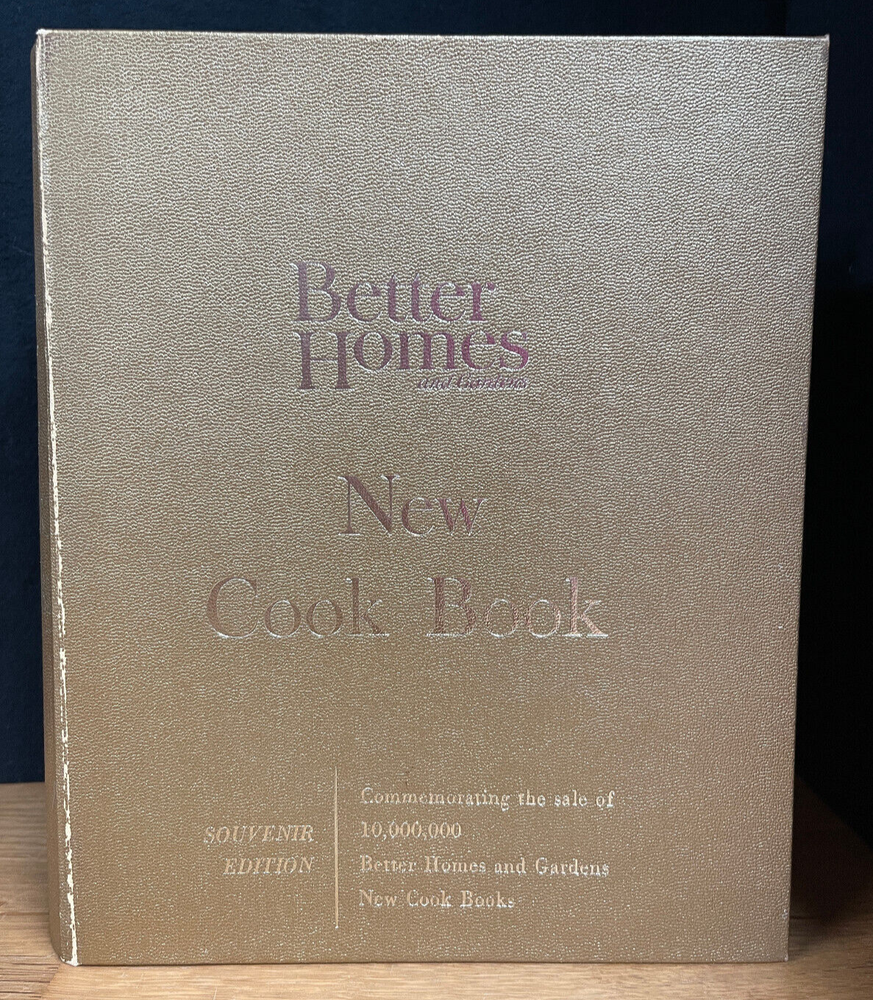 Better
Homes
and Gardens
New
Cook Book
SOUVENIR
EDITION
Commemorating the sale of
10,000,000
Better Homes and Gardens
New Cook Books